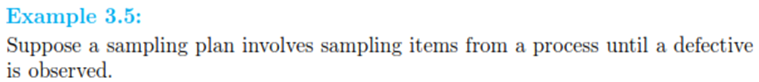 Example 3.5:
Suppose a sampling plan involves sampling items from a process until a defective
is observed.